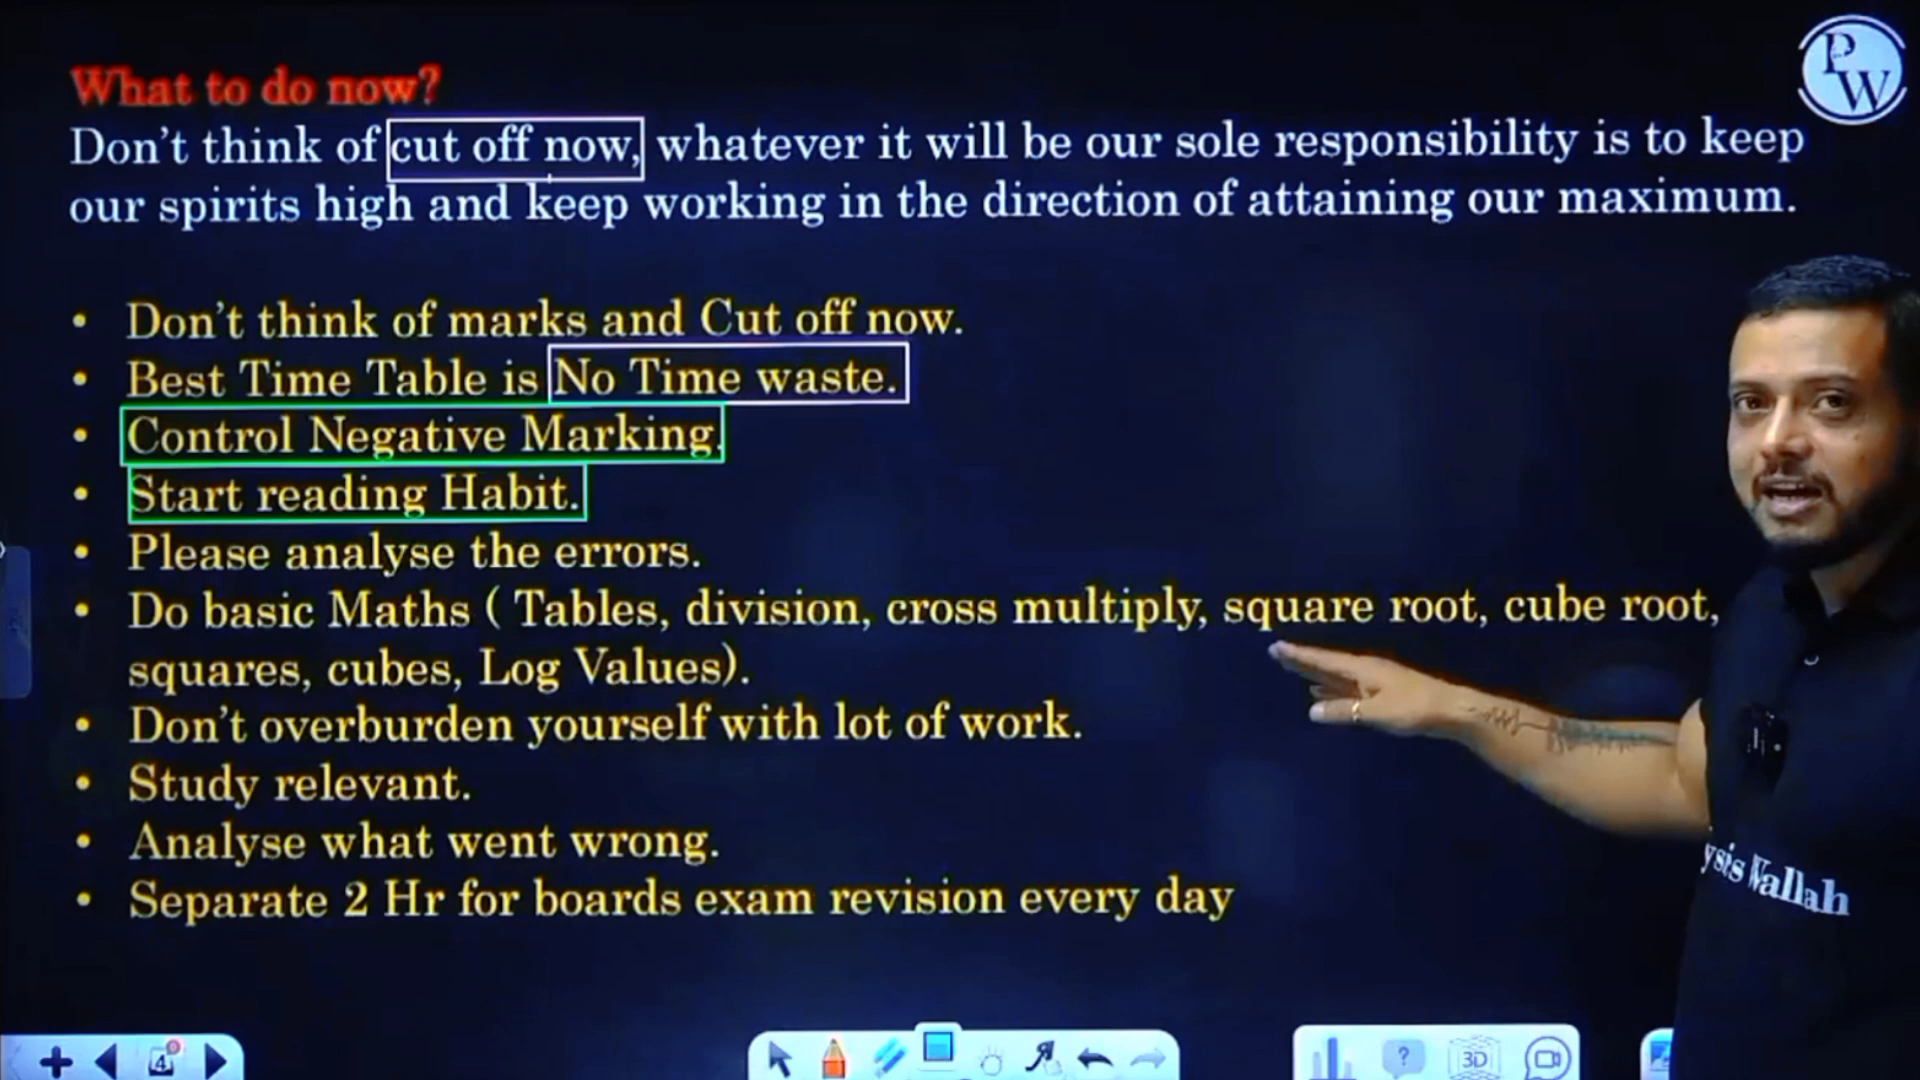 P
W
What to do now?
Don't think of cut off now, whatever it will be our sole responsibility is to keep
our spirits high and keep working in the direction of attaining our maximum.
• Don't think of marks and Cut off now.
• Best Time Table is No Time waste.
• Control Negative Marking.
• Start reading Habit.
• Please analyse the errors.
• Do basic Maths ( Tables, division, cross multiply, square root, cube root,
squares, cubes, Log Values).
• Don't overburden yourself with lot of work.
• Study relevant.
• Analyse what went wrong.
• Separate 2 Hr for boards exam revision every day
ysis Wallah
4
?
3D